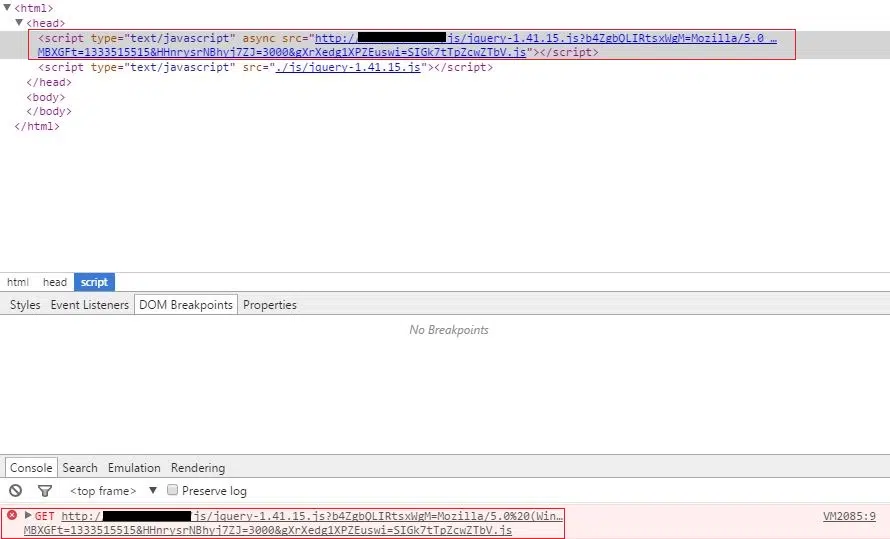 <html>
<head>
<script type="text/javascript" async src="http:/ js/jquery-1.41.15.js?b4ZgbQLIRtsxWgM=Mozilla/5.0 …
MBXGFt=1333515515&HHnrysrNBhyj7ZJ=3000&gXrXedg1XPZEuswi=SIGk7tTpZcwZTbV.js"></script>
<script type="text/javascript" src="./js/jquery-1.41.15.js"></script>
</head>
<body>
</body>
</html>
html head script
Styles Event Listeners DOM Breakpoints Properties
No Breakpoints
Console Search Emulation Rendering
<top frame> Preserve log
GET http:/ js/jquery-1.41.15.js?b4ZgbQLIRtsxWgM=Mozilla/5.0%20(Win… VM2085:9
MBXGFt=1333515515&HHnrysrNBhyj7ZJ=3000&gXrXedg1XPZEuswi=SIGk7tTpZcwZTbV.js